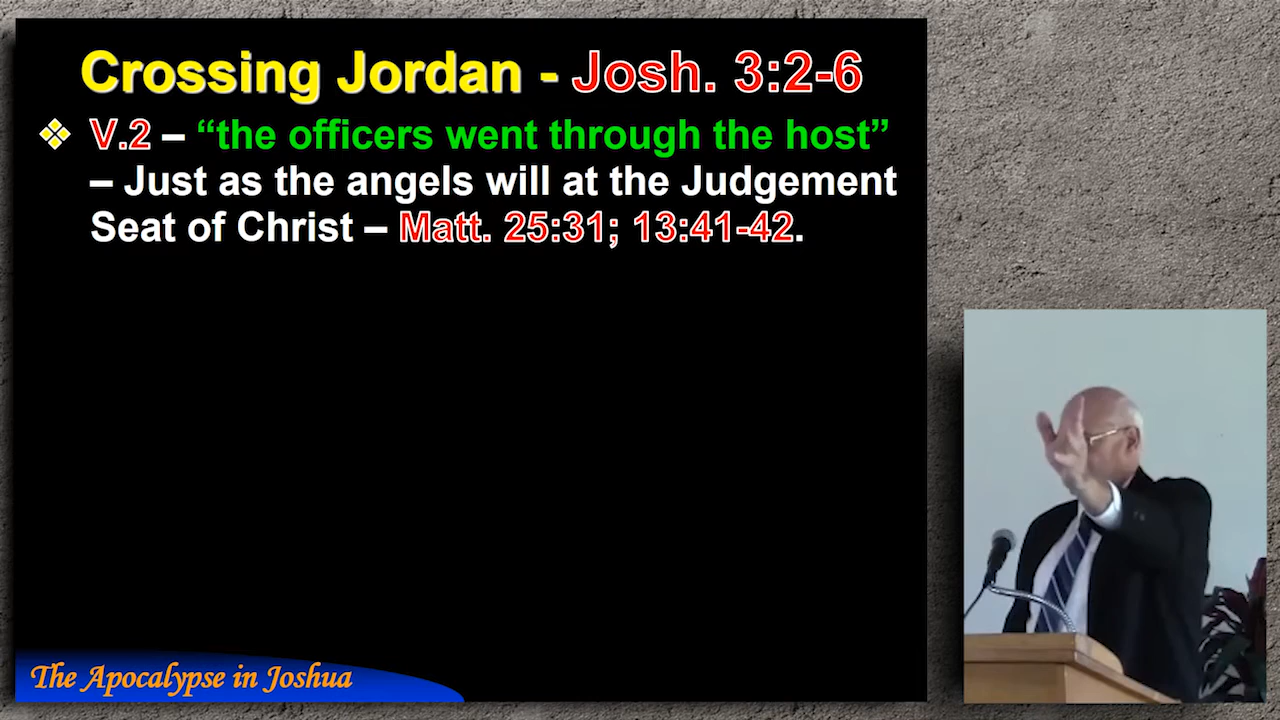 Crossing Jordan - Josh. 3:2-6
❖ V.2 – “the officers went through the host”
– Just as the angels will at the Judgement
Seat of Christ – Matt. 25:31; 13:41-42.
The Apocalypse in Joshua